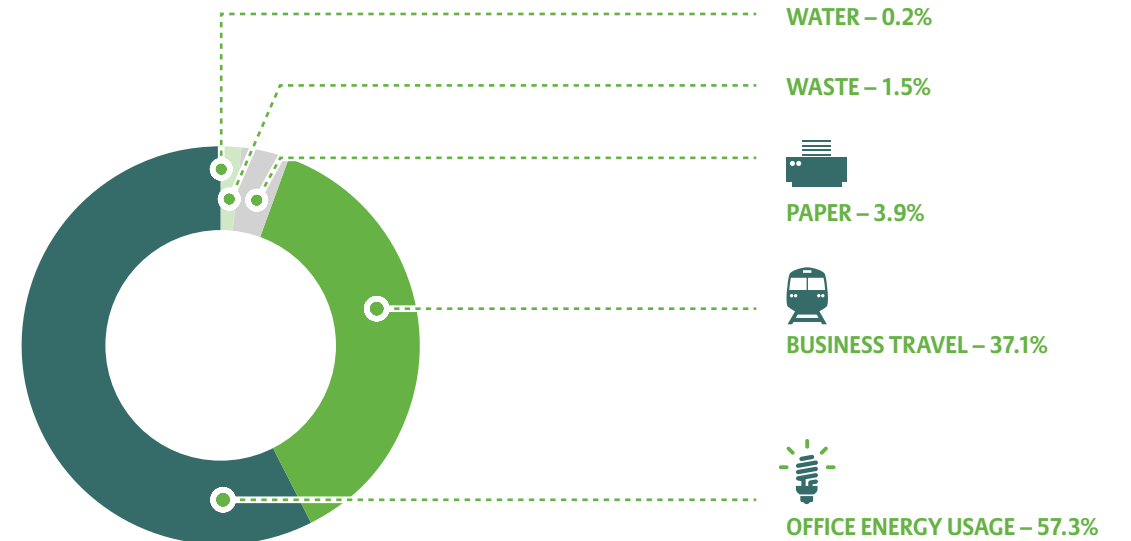 WATER – 0.2%
WASTE – 1.5%
PAPER – 3.9%
BUSINESS TRAVEL – 37.1%
OFFICE ENERGY USAGE – 57.3%